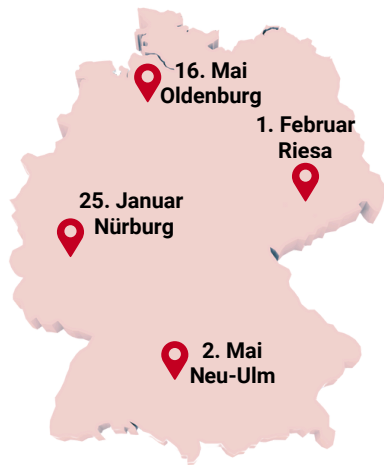 16. Mai
Oldenburg
1. Februar
Riesa
25. Januar
Nürburg
2. Mai
Neu-Ulm